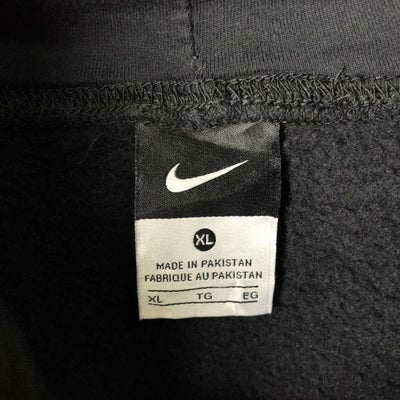 XL
MADE IN PAKISTAN
FABRIQUE AU PAKISTAN
XL TG EG